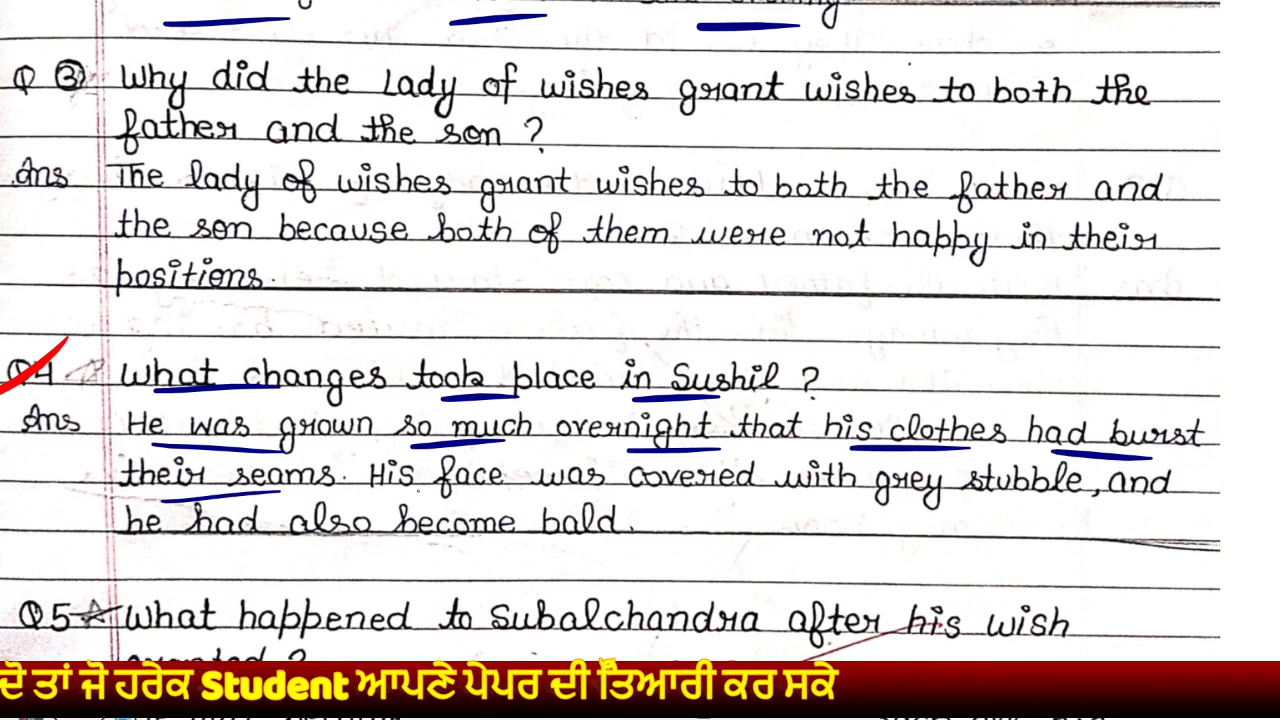 Q ③ Why did the Lady of wishes grant wishes to both the
father and the son ?
Ans The lady of wishes grant wishes to both the father and
the son because both of them were not happy in their
positions.
Q4 What changes took place in Sushil ?
Ans He was grown so much overnight that his clothes had burst
their seams. His face was covered with grey stubble, and
he had also become bald.
Q5 What happened to Subalchandra after his wish
granted ?
ਦੋ ਤਾਂ ਜੋ ਹਰੇਕ Student ਆਪਣੇ ਪੇਪਰ ਦੀ ਤਿਆਰੀ ਕਰ ਸਕੇ